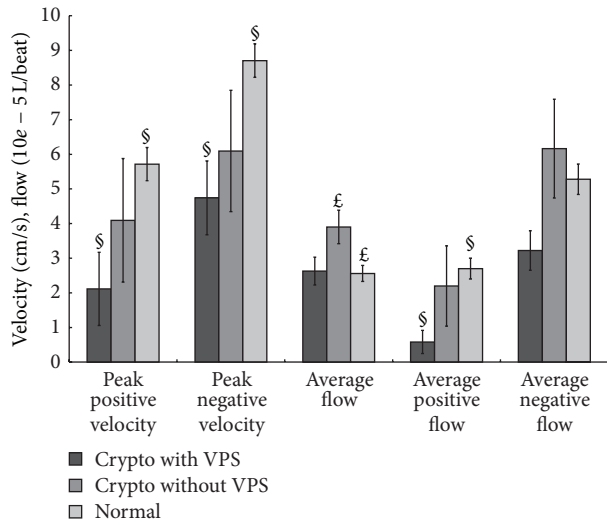 Velocity (cm/s), flow (10e − 5 L/beat)
10
9
8
7
6
5
4
3
2
1
0
§
§
§
§
£
£
§
§
Peak
positive
velocity
Peak
negative
velocity
Average
flow
Average
positive
flow
Average
negative
flow
Crypto with VPS
Crypto without VPS
Normal